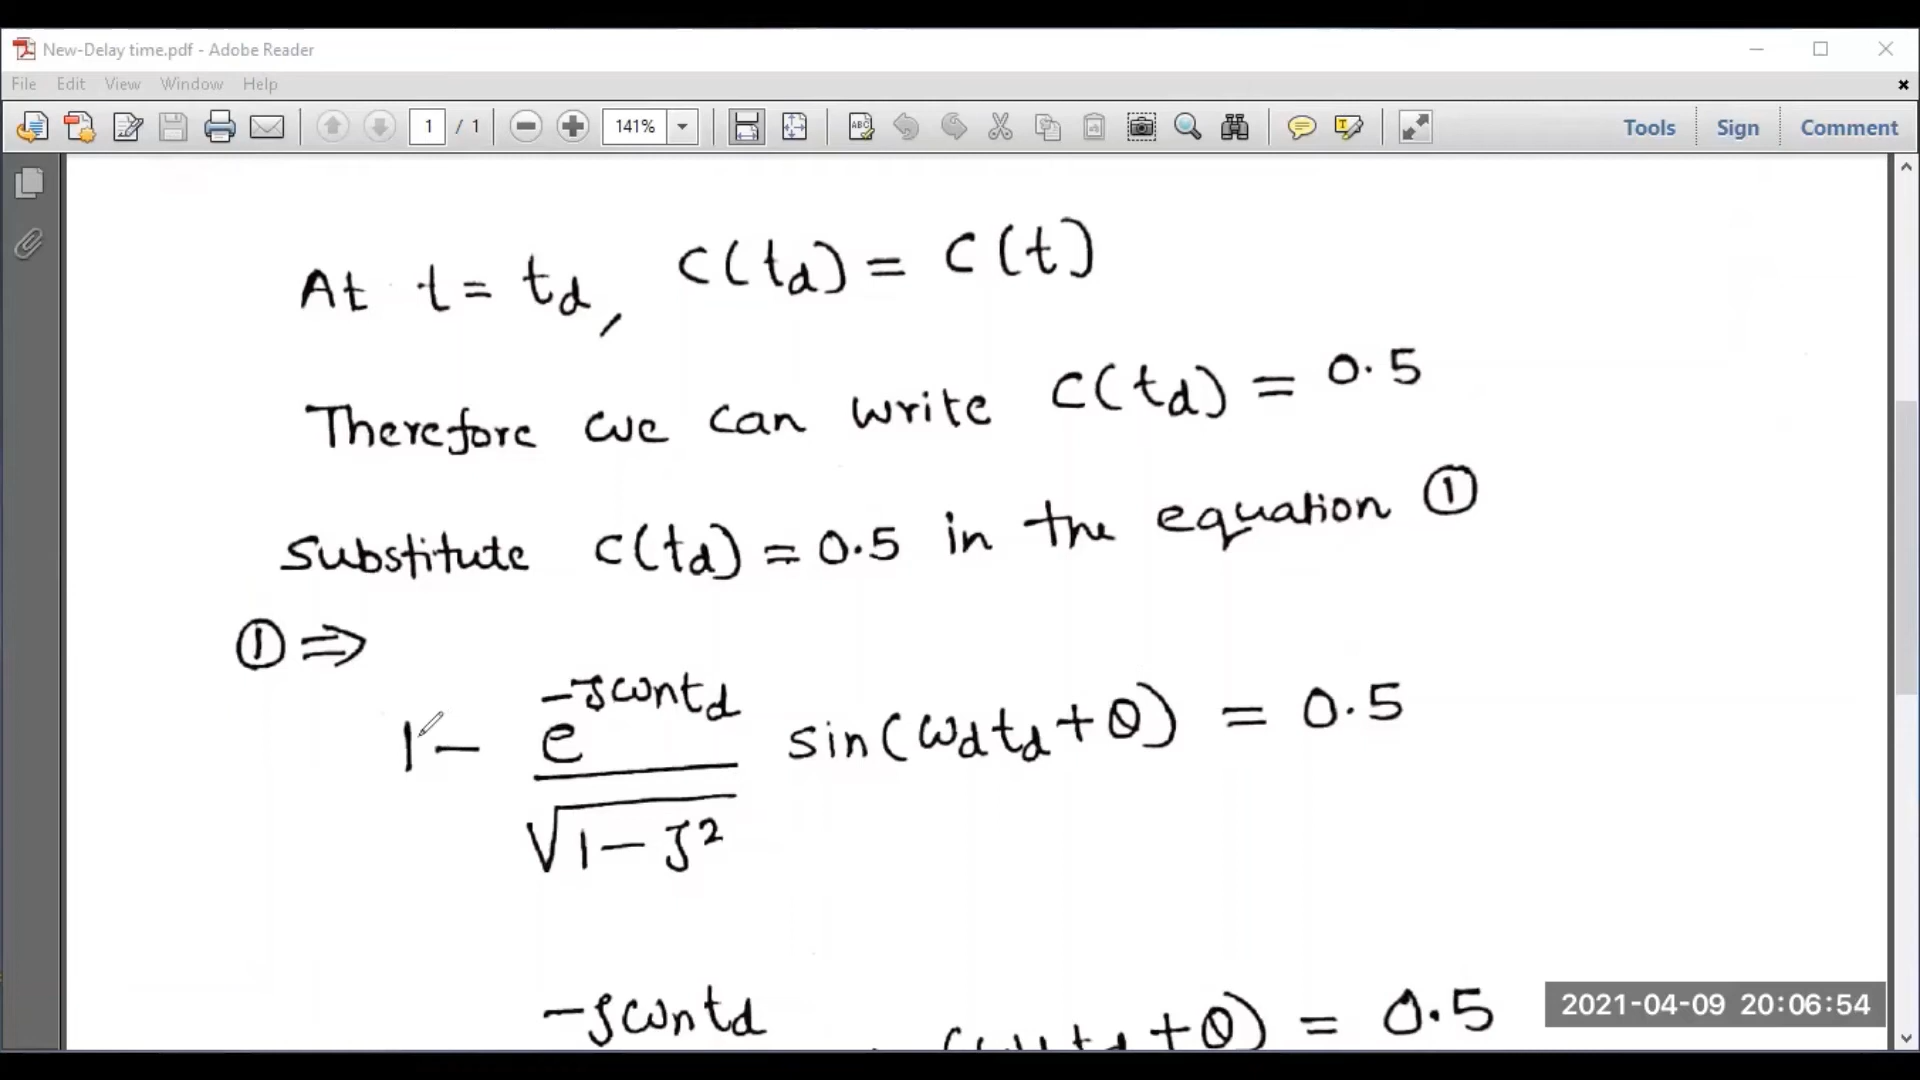 New-Delay time.pdf - Adobe Reader
File Edit View Window Help
1 / 1 141% Tools Sign Comment
At t = td, C(td) = C(t)
Therefore we can write C(td) = 0.5
Substitute C(td) = 0.5 in the equation ①
① ⇒
1 - e^(-ζωntd) / √(1-ζ²) sin(ωdtd + θ) = 0.5
-ζωntd
+θ) = 0.5
2021-04-09 20:06:54